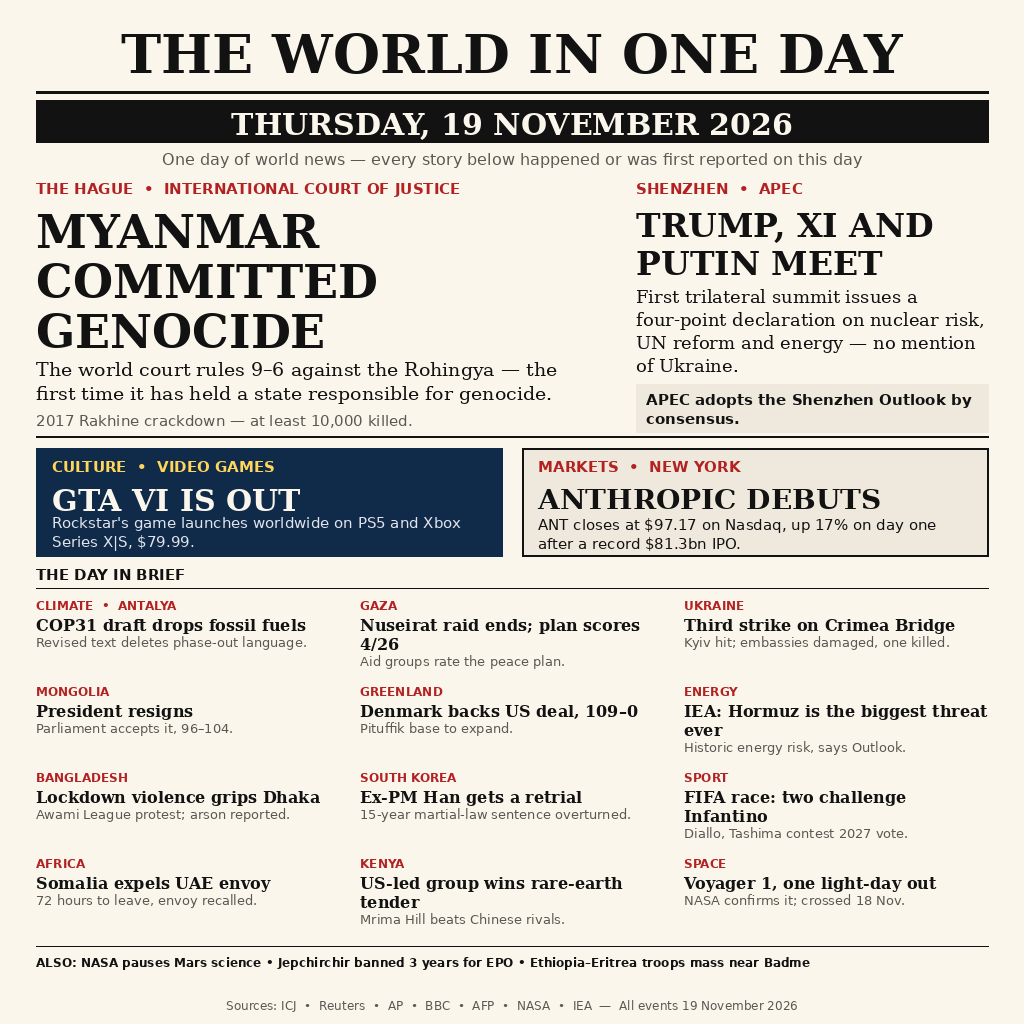 THE WORLD IN ONE DAY
THURSDAY, 19 NOVEMBER 2026
One day of world news — every story below happened or was first reported on this day
THE HAGUE • INTERNATIONAL COURT OF JUSTICE
MYANMAR
COMMITTED
GENOCIDE
The world court rules 9–6 against the Rohingya — the
first time it has held a state responsible for genocide.
2017 Rakhine crackdown — at least 10,000 killed.
SHENZHEN • APEC
TRUMP, XI AND
PUTIN MEET
First trilateral summit issues a
four-point declaration on nuclear risk,
UN reform and energy — no mention
of Ukraine.
APEC adopts the Shenzhen Outlook by
consensus.
CULTURE • VIDEO GAMES
GTA VI IS OUT
Rockstar's game launches worldwide on PS5 and Xbox
Series X|S, $79.99.
MARKETS • NEW YORK
ANTHROPIC DEBUTS
ANT closes at $97.17 on Nasdaq, up 17% on day one
after a record $81.3bn IPO.
THE DAY IN BRIEF
CLIMATE • ANTALYA
COP31 draft drops fossil fuels
Revised text deletes phase-out language.
GAZA
Nuseirat raid ends; plan scores
4/26
Aid groups rate the peace plan.
UKRAINE
Third strike on Crimea Bridge
Kyiv hit; embassies damaged, one killed.
MONGOLIA
President resigns
Parliament accepts it, 96–104.
GREENLAND
Denmark backs US deal, 109–0
Pituffik base to expand.
ENERGY
IEA: Hormuz is the biggest threat
ever
Historic energy risk, says Outlook.
BANGLADESH
Lockdown violence grips Dhaka
Awami League protest; arson reported.
SOUTH KOREA
Ex-PM Han gets a retrial
15-year martial-law sentence overturned.
SPORT
FIFA race: two challenge
Infantino
Diallo, Tashima contest 2027 vote.
AFRICA
Somalia expels UAE envoy
72 hours to leave, envoy recalled.
KENYA
US-led group wins rare-earth
tender
Mrima Hill beats Chinese rivals.
SPACE
Voyager 1, one light-day out
NASA confirms it; crossed 18 Nov.
ALSO: NASA pauses Mars science • Jepchirchir banned 3 years for EPO • Ethiopia–Eritrea troops mass near Badme
Sources: ICJ • Reuters • AP • BBC • AFP • NASA • IEA — All events 19 November 2026